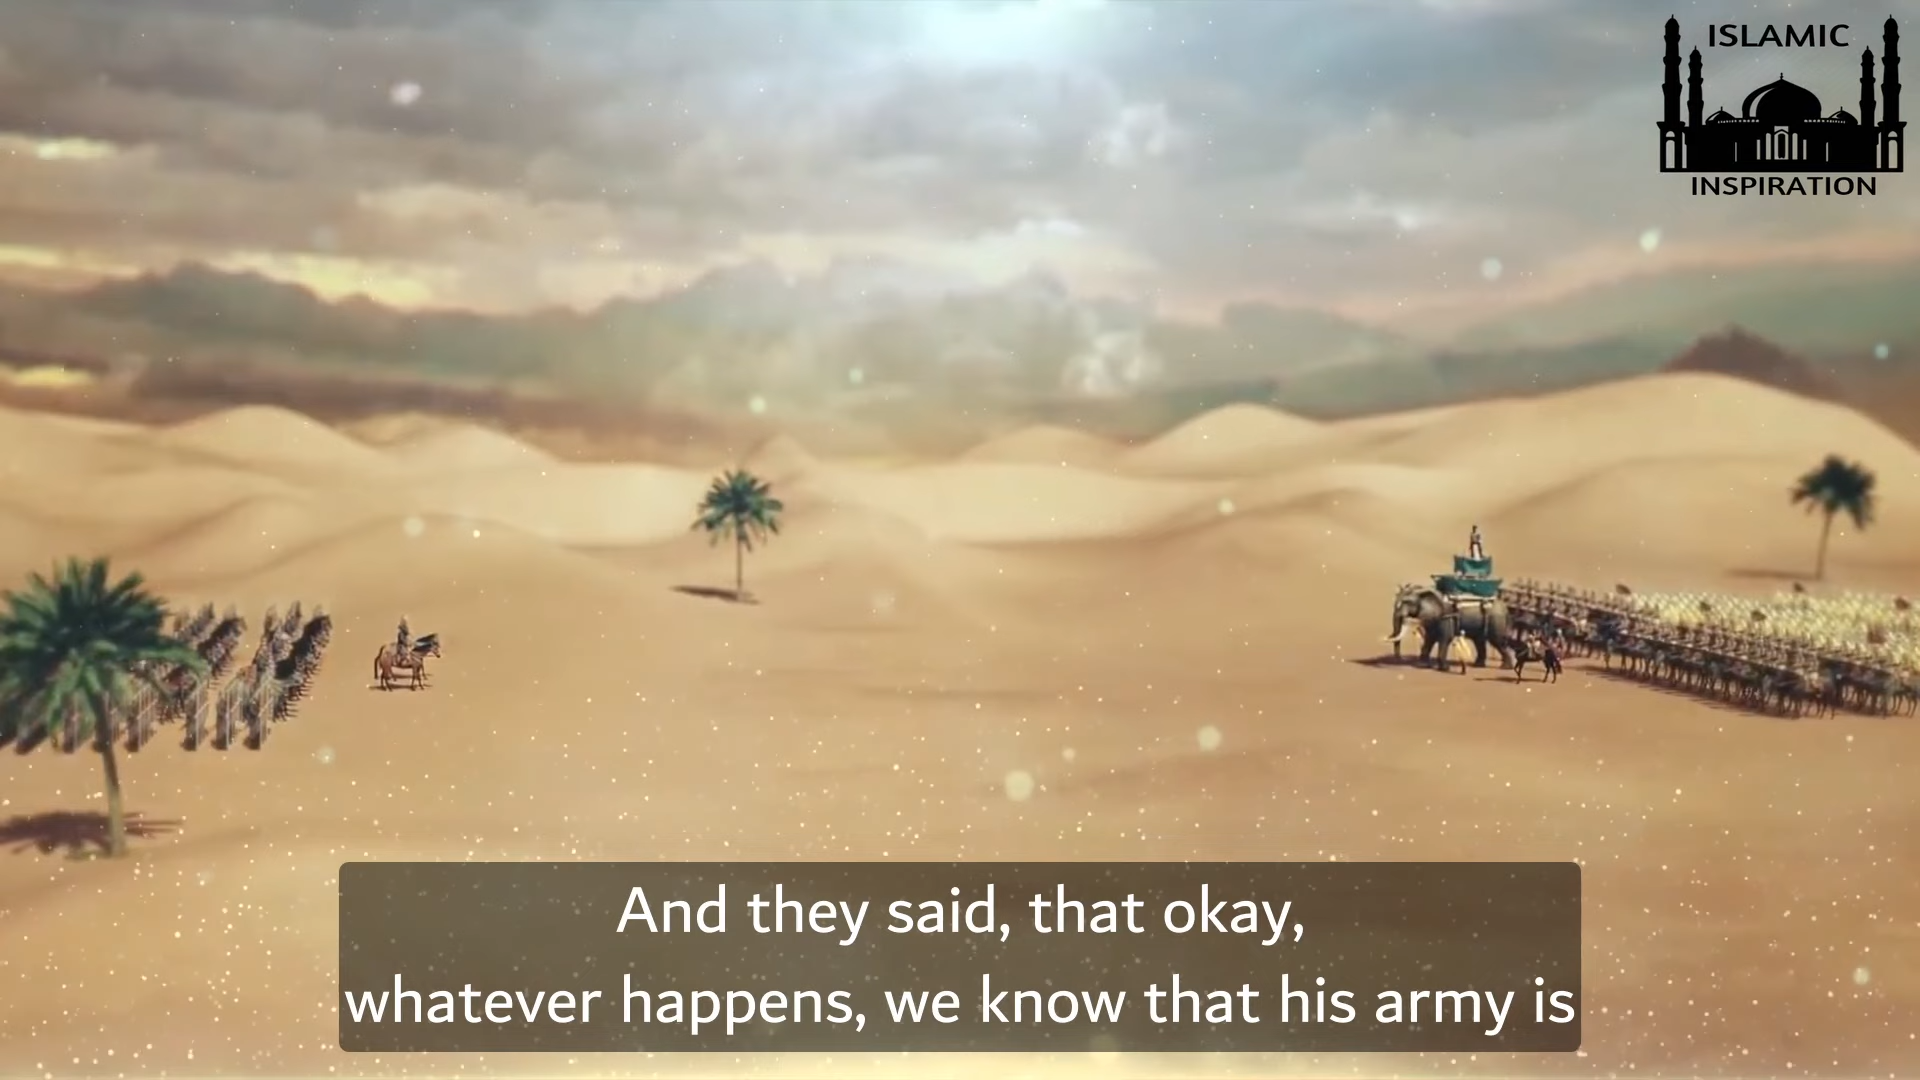 ISLAMIC
INSPIRATION
And they said, that okay,
whatever happens, we know that his army is